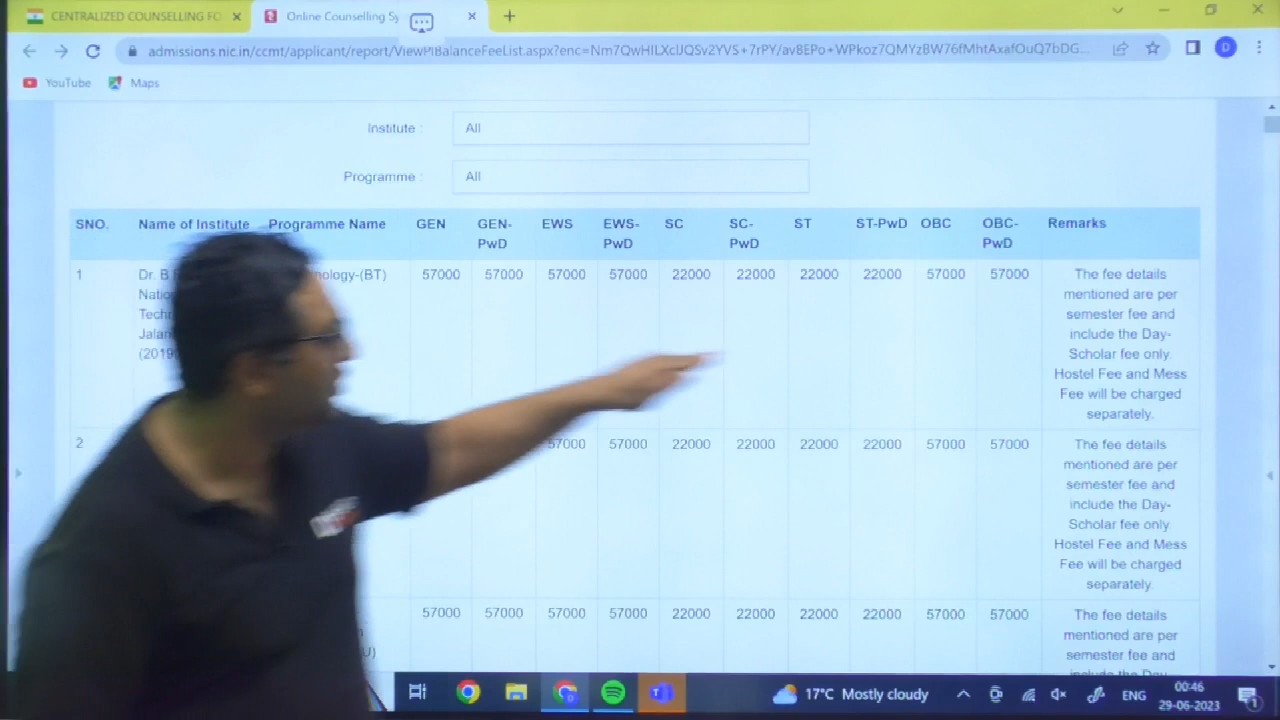 CENTRALIZED COUNSELLING FO
Online Counselling Sy
admissions.nic.in/ccmt/applicant/report/ViewPIBalanceFeeList.aspx?enc=Nm7QwHILXcUQSv2YVS+7rPY/av8EPo+WPkoz7QMYzBW76fMhtAxafOuQ7bDG...
D
YouTube
Maps
Institute : All
Programme : All
SNO. Name of Institute Programme Name GEN GEN-PwD EWS EWS-PwD SC SC-PwD ST ST-PwD OBC OBC-PwD Remarks
1 Dr. B nology-(BT) 57000 57000 57000 57000 22000 22000 22000 22000 57000 57000 The fee details
Natio mentioned are per
Techn semester fee and
Jalan include the Day-
(2019 Scholar fee only.
Hostel Fee and Mess
Fee will be charged
separately.
2 57000 57000 22000 22000 22000 22000 57000 57000 The fee details
mentioned are per
semester fee and
include the Day-
Scholar fee only
Hostel Fee and Mess
Fee will be charged
separately.
57000 57000 57000 57000 22000 22000 22000 22000 57000 57000 The fee details
mentioned are per
U) semester fee and
include the Day-
17°C Mostly cloudy
ENG
00:46
29-06-2023
1